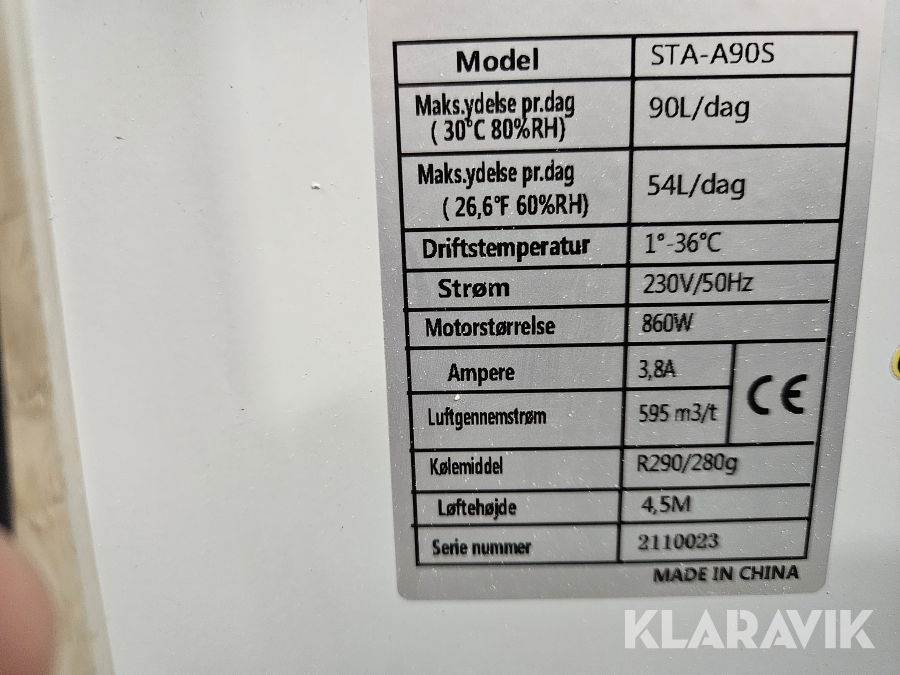 Model STA-A90S
Maks.ydelse pr.dag 90L/dag
( 30°C 80%RH)
Maks.ydelse pr.dag 54L/dag
( 26,6°F 60%RH)
Driftstemperatur 1°-36°C
Strøm 230V/50Hz
Motorstørrelse 860W
Ampere 3,8A
CE
Luftgennemstrøm 595 m3/t
Kølemiddel R290/280g
Løftehøjde 4,5M
Serie nummer 2110023
MADE IN CHINA
KLARAVIK